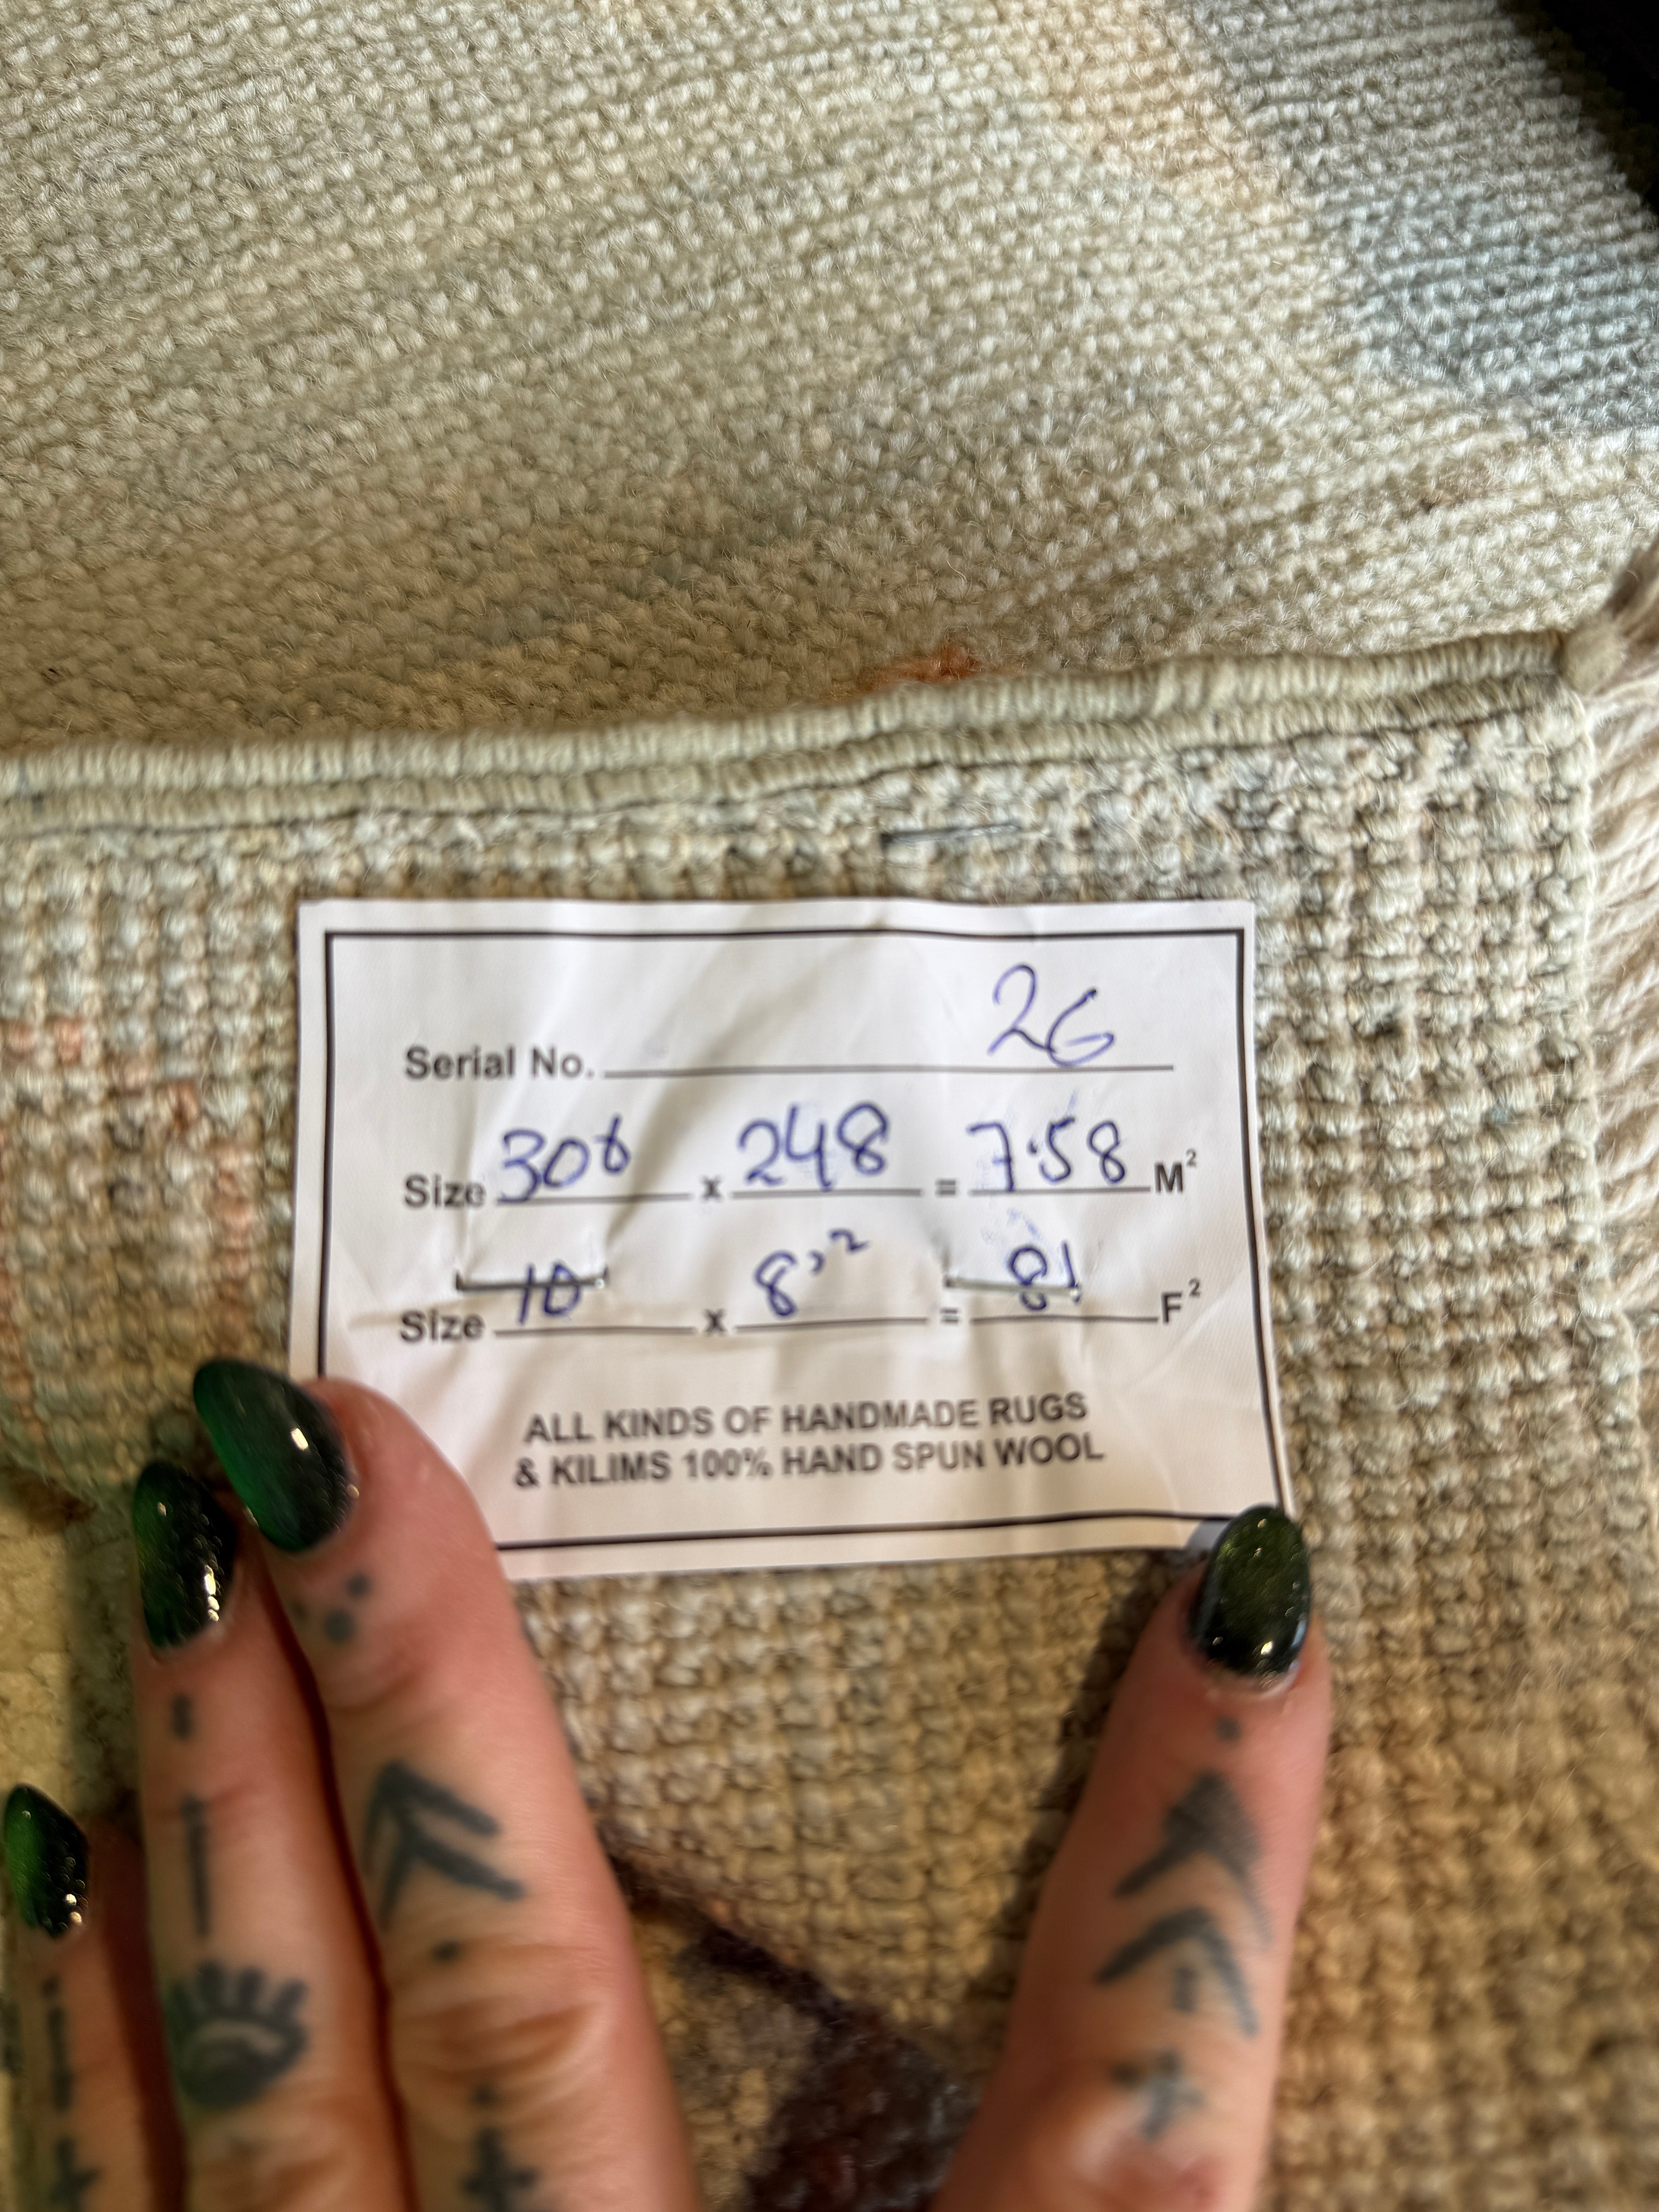 Serial No. 26
Size 306 x 248 = 7.58 M²
Size 10 x 8'2 = 81 F²
ALL KINDS OF HANDMADE RUGS
& KILIMS 100% HAND SPUN WOOL